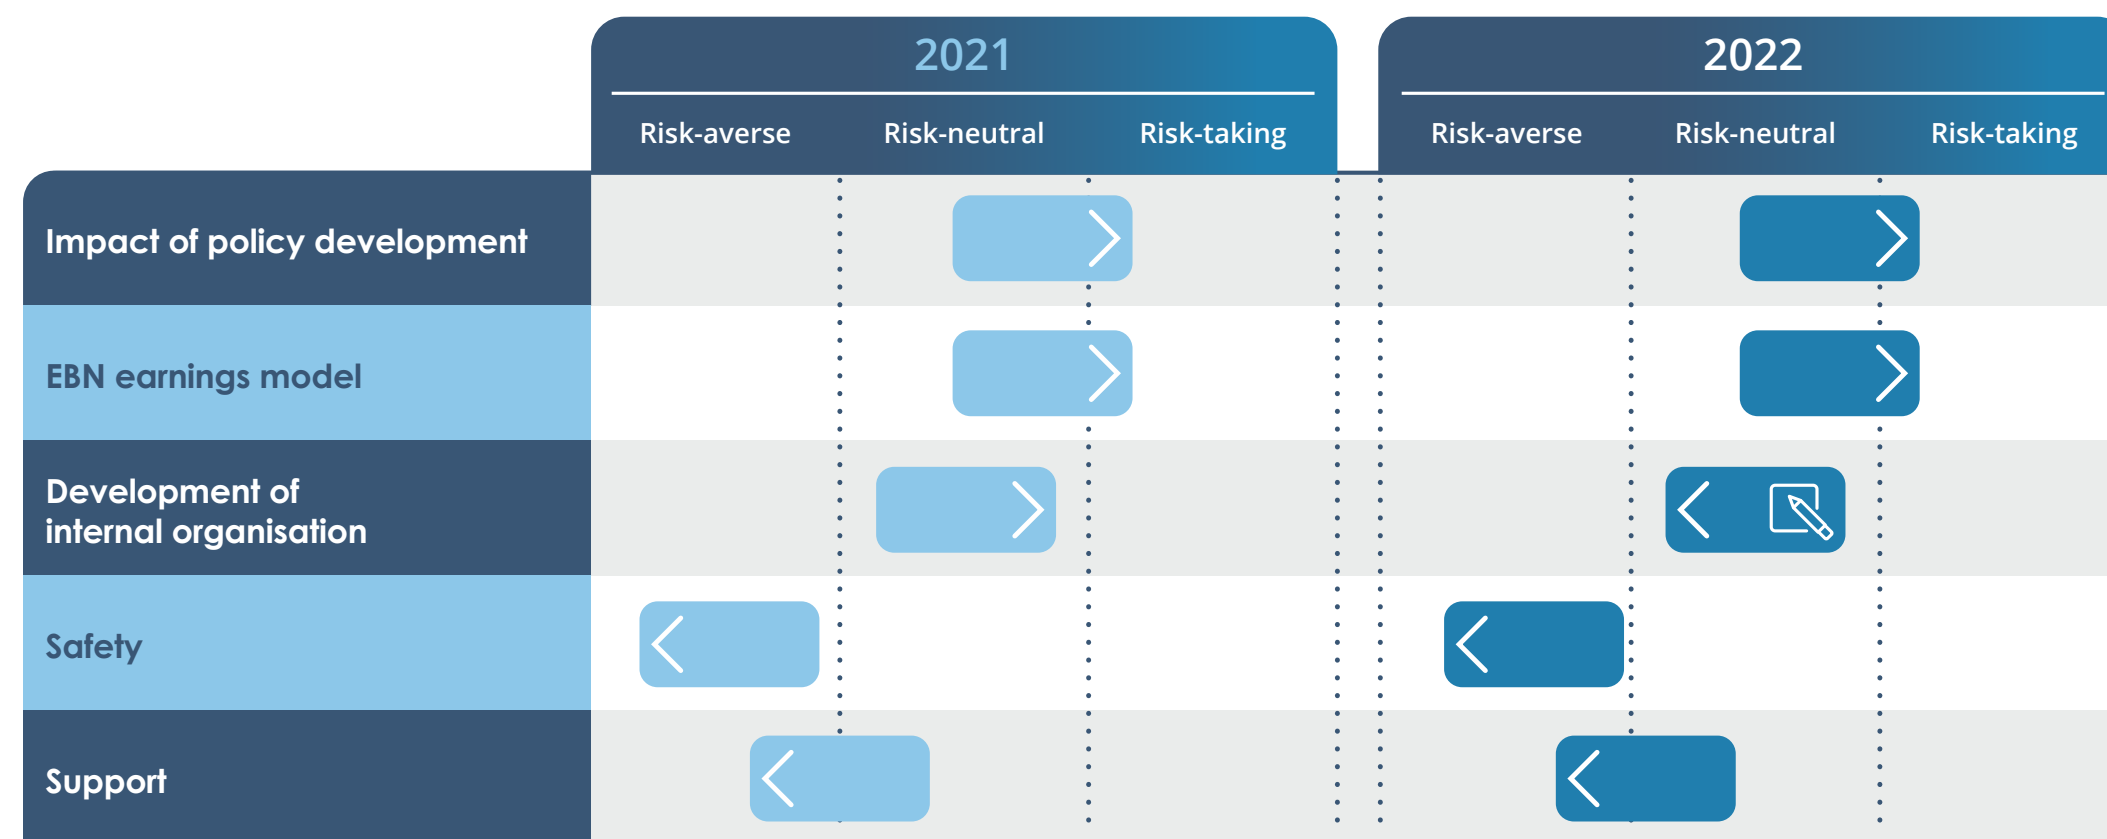 2021
2022
Risk-averse Risk-neutral Risk-taking
Risk-averse Risk-neutral Risk-taking
Impact of policy development
EBN earnings model
Development of
internal organisation
Safety
Support